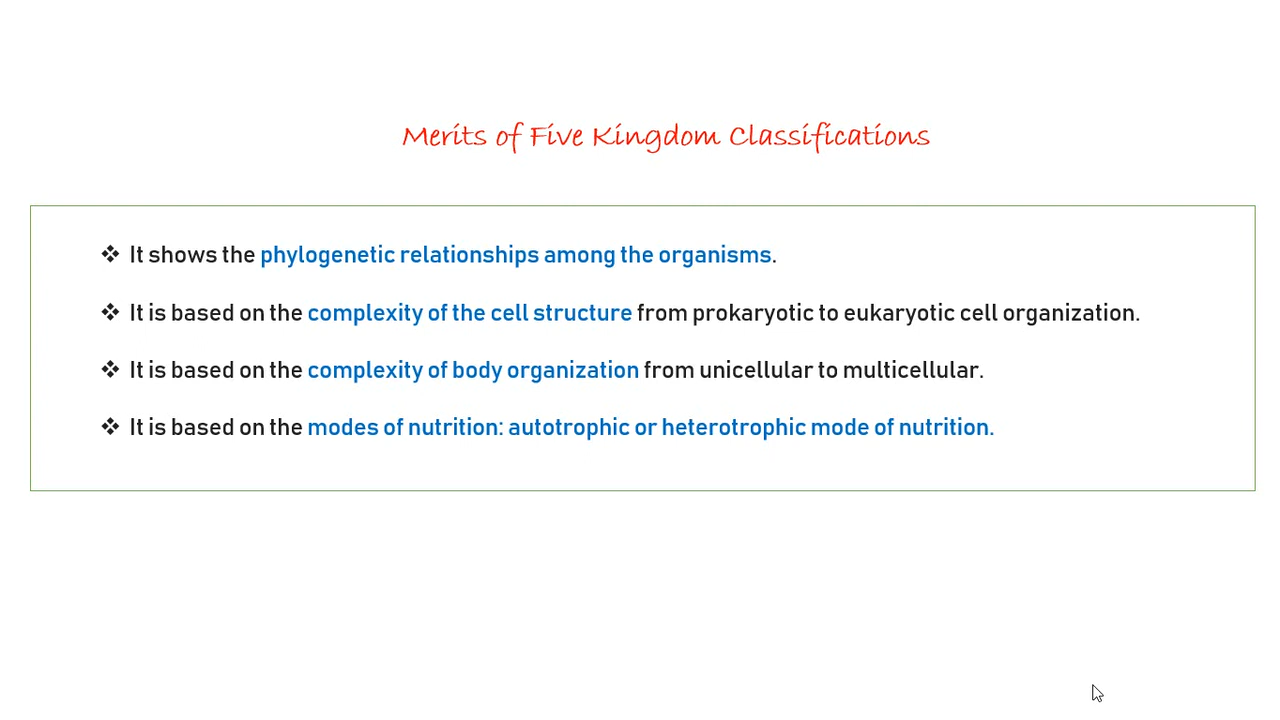 Merits of Five Kingdom Classifications
❖ It shows the phylogenetic relationships among the organisms.
❖ It is based on the complexity of the cell structure from prokaryotic to eukaryotic cell organization.
❖ It is based on the complexity of body organization from unicellular to multicellular.
❖ It is based on the modes of nutrition: autotrophic or heterotrophic mode of nutrition.